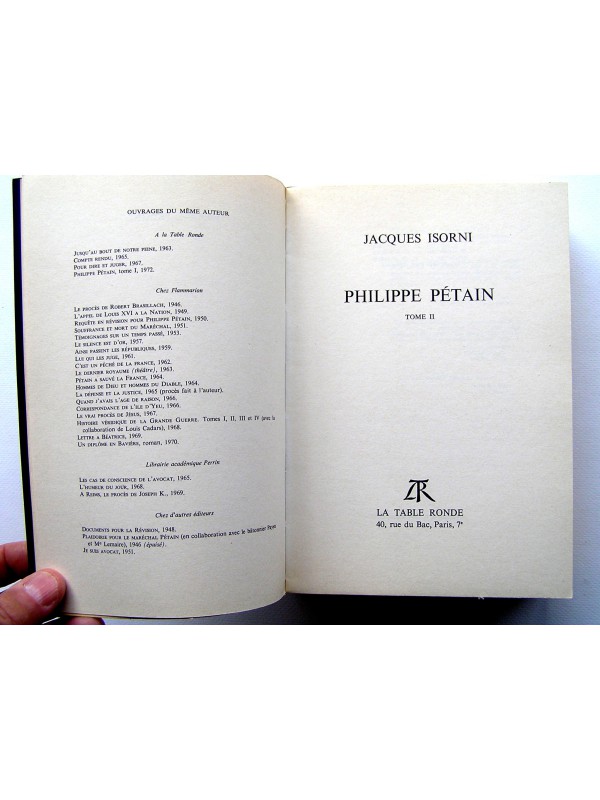 OUVRAGES DU MÊME AUTEUR
A la Table Ronde
JUSQU'AU BOUT DE NOTRE PEINE, 1963.
COMPTE RENDU, 1965.
POUR DIRE ET JUGER, 1967.
PHILIPPE PÉTAIN, tome I, 1972.
Chez Flammarion
LE PROCÈS DE ROBERT BRASILLACH, 1946.
L'APPEL DE LOUIS XVI A LA NATION, 1949.
REQUÊTE EN RÉVISION POUR PHILIPPE PÉTAIN, 1950.
SOUFFRANCE ET MORT DU MARÉCHAL, 1951.
TÉMOIGNAGES SUR UN TEMPS PASSÉ, 1953.
LE SILENCE EST D'OR, 1957.
AINSI PASSENT LES RÉPUBLIQUES, 1959.
LUI QUI LES JUGE, 1961.
C'EST UN PÉCHÉ DE LA FRANCE, 1962.
LE DERNIER ROYAUME (théâtre), 1963.
PÉTAIN A SAUVÉ LA FRANCE, 1964.
HOMMES DE DIEU ET HOMMES DU DIABLE, 1964.
LA DÉFENSE ET LA JUSTICE, 1965 (procès fait à l'auteur).
QUAND J'AVAIS L'AGE DE RAISON, 1966.
CORRESPONDANCE DE L'ILE D'YEU, 1966.
LE VRAI PROCÈS DE JÉSUS, 1967.
HISTOIRE VÉRIDIQUE DE LA GRANDE GUERRE. Tomes I, II, III et IV (avec la
collaboration de Louis Cadars), 1968.
LETTRE A BÉATRICE, 1969.
UN DIPLÔME EN BAVIÈRE, roman, 1970.
Librairie académique Perrin
LES CAS DE CONSCIENCE DE L'AVOCAT, 1965.
L'HUMEUR DU JOUR, 1968.
A REIMS, LE PROCÈS DE JOSEPH K..., 1969.
Chez d'autres éditeurs
DOCUMENTS POUR LA RÉVISION, 1948.
PLAIDOIRIE POUR LE MARÉCHAL PÉTAIN (en collaboration avec le bâtonnier Payen
et Mᵉ Lemaire), 1946 (épuisé).
JE SUIS AVOCAT, 1951.
JACQUES ISORNI
PHILIPPE PÉTAIN
TOME II
TR
LA TABLE RONDE
40, rue du Bac, Paris, 7ᵉ